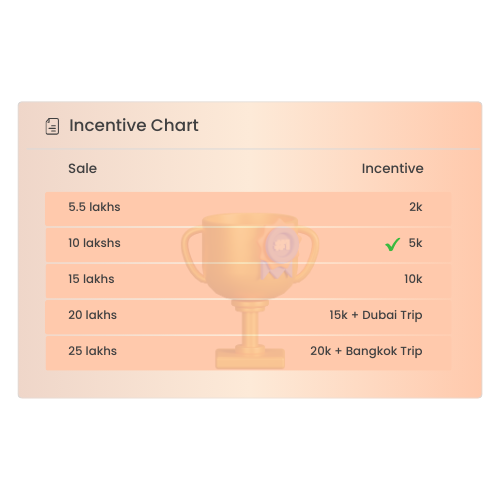 Incentive Chart
Sale Incentive
5.5 lakhs 2k
10 lakshs 5k
15 lakhs 10k
20 lakhs 15k + Dubai Trip
25 lakhs 20k + Bangkok Trip
#1